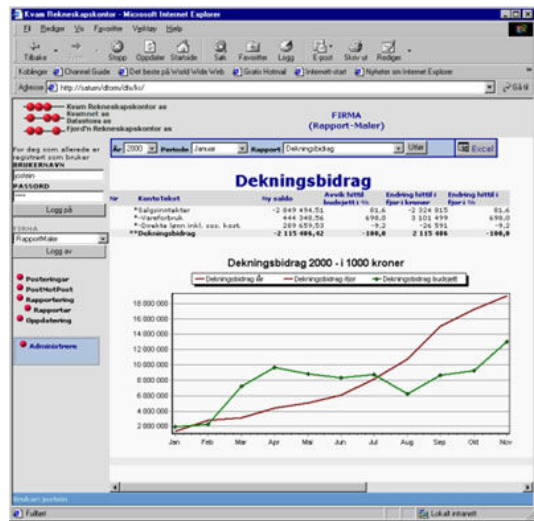 Kvam Rekneskapskontor - Microsoft Internet Explorer
Fil Rediger Vis Favoritter Verktøy Hjelp
Tilbake Stopp Oppdater Startside Søk Favoritter Logg E-post Skriv ut Rediger
Koblinger Channel Guide Det beste på World Wide Web Gratis Hotmail Internett-start Nyheter om Internet Explorer
Adresse http://saturn/dform/dfx/ko/ Gå til
Kvam Rekneskapskontor as
Kvamnet as
Datastova as
Fjord'n Rekneskapskontor as
FIRMA
(Rapport-Maler)
For deg som allerede er
registrert som bruker
BRUKERNAVN
jostein
PASSORD
****
Logg på
FIRMA
RapportMaler
Logg av
År 2000 Periode Januar Rapport Dekningsbidrag Utfør Excel
Dekningsbidrag
Nr KontoTekst Ny saldo Avvik hittil budsjett i % Endring hittil i fjor i kroner Endring hittil i fjor i %
*Salgsinntekter -2 849 494,51 81,6 -2 324 815 81,6
*Vareforbruk 444 348,56 698,0 3 101 499 698,0
*Direkte lønn inkl. sos. kost. 289 659,53 -9,2 -26 591 -9,2
**Dekningsbidrag -2 115 486,42 -100,0 2 115 486 -100,0
Posteringar
PostMotPost
Rapportering
Rapportar
Oppdatering
Administrere
Dekningsbidrag 2000 - i 1000 kroner
Dekningsbidrag år Dekningsbidrag ifjor Dekningsbidrag budsjett
18 000 000
16 000 000
14 000 000
12 000 000
10 000 000
8 000 000
6 000 000
4 000 000
2 000 000
Jan Feb Mar Apr Mai Jun Jul Aug Sep Okt Nov
Brukar: jostein
Fullført Lokalt intranett